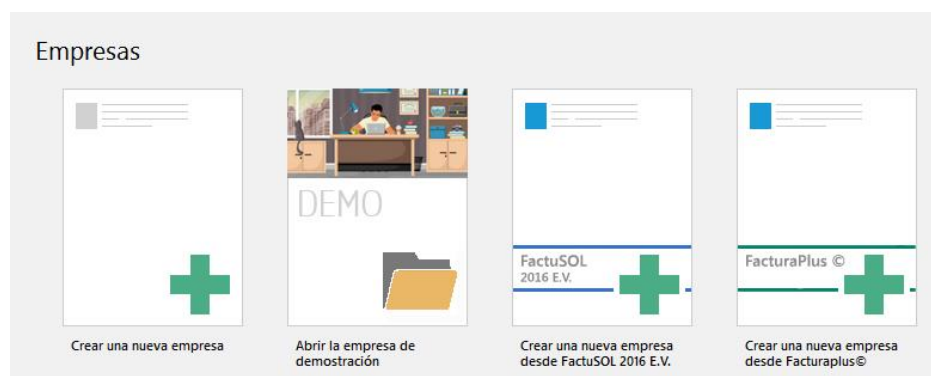 Empresas
DEMO
FactuSOL
2016 E.V.
FacturaPlus ©
Crear una nueva empresa
Abrir la empresa de
demostración
Crear una nueva empresa
desde FactuSOL 2016 E.V.
Crear una nueva empresa
desde Facturaplus©